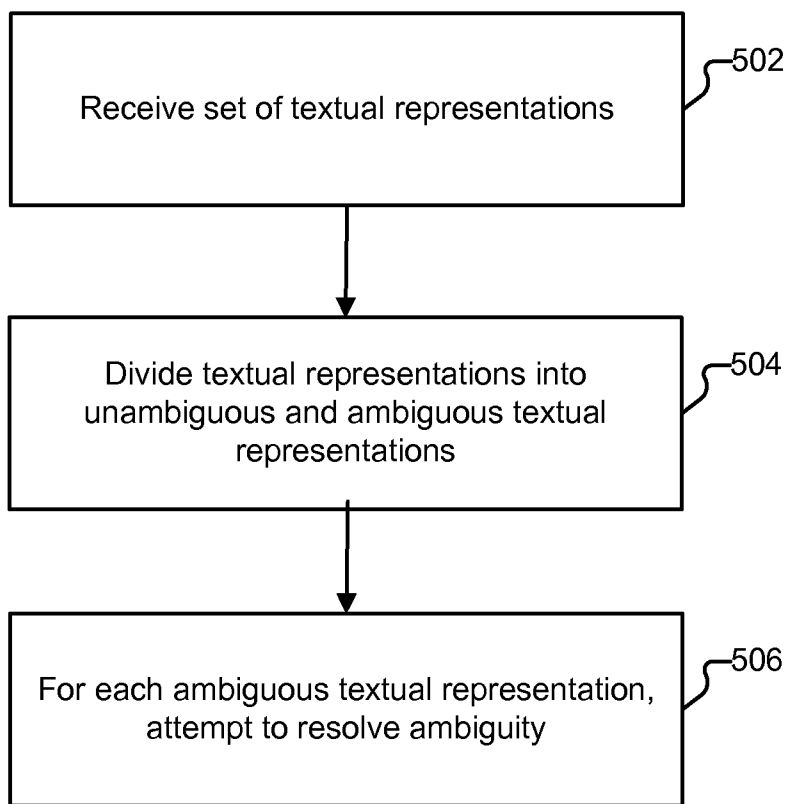 Receive set of textual representations
502
Divide textual representations into
unambiguous and ambiguous textual
representations
504
For each ambiguous textual representation,
attempt to resolve ambiguity
506